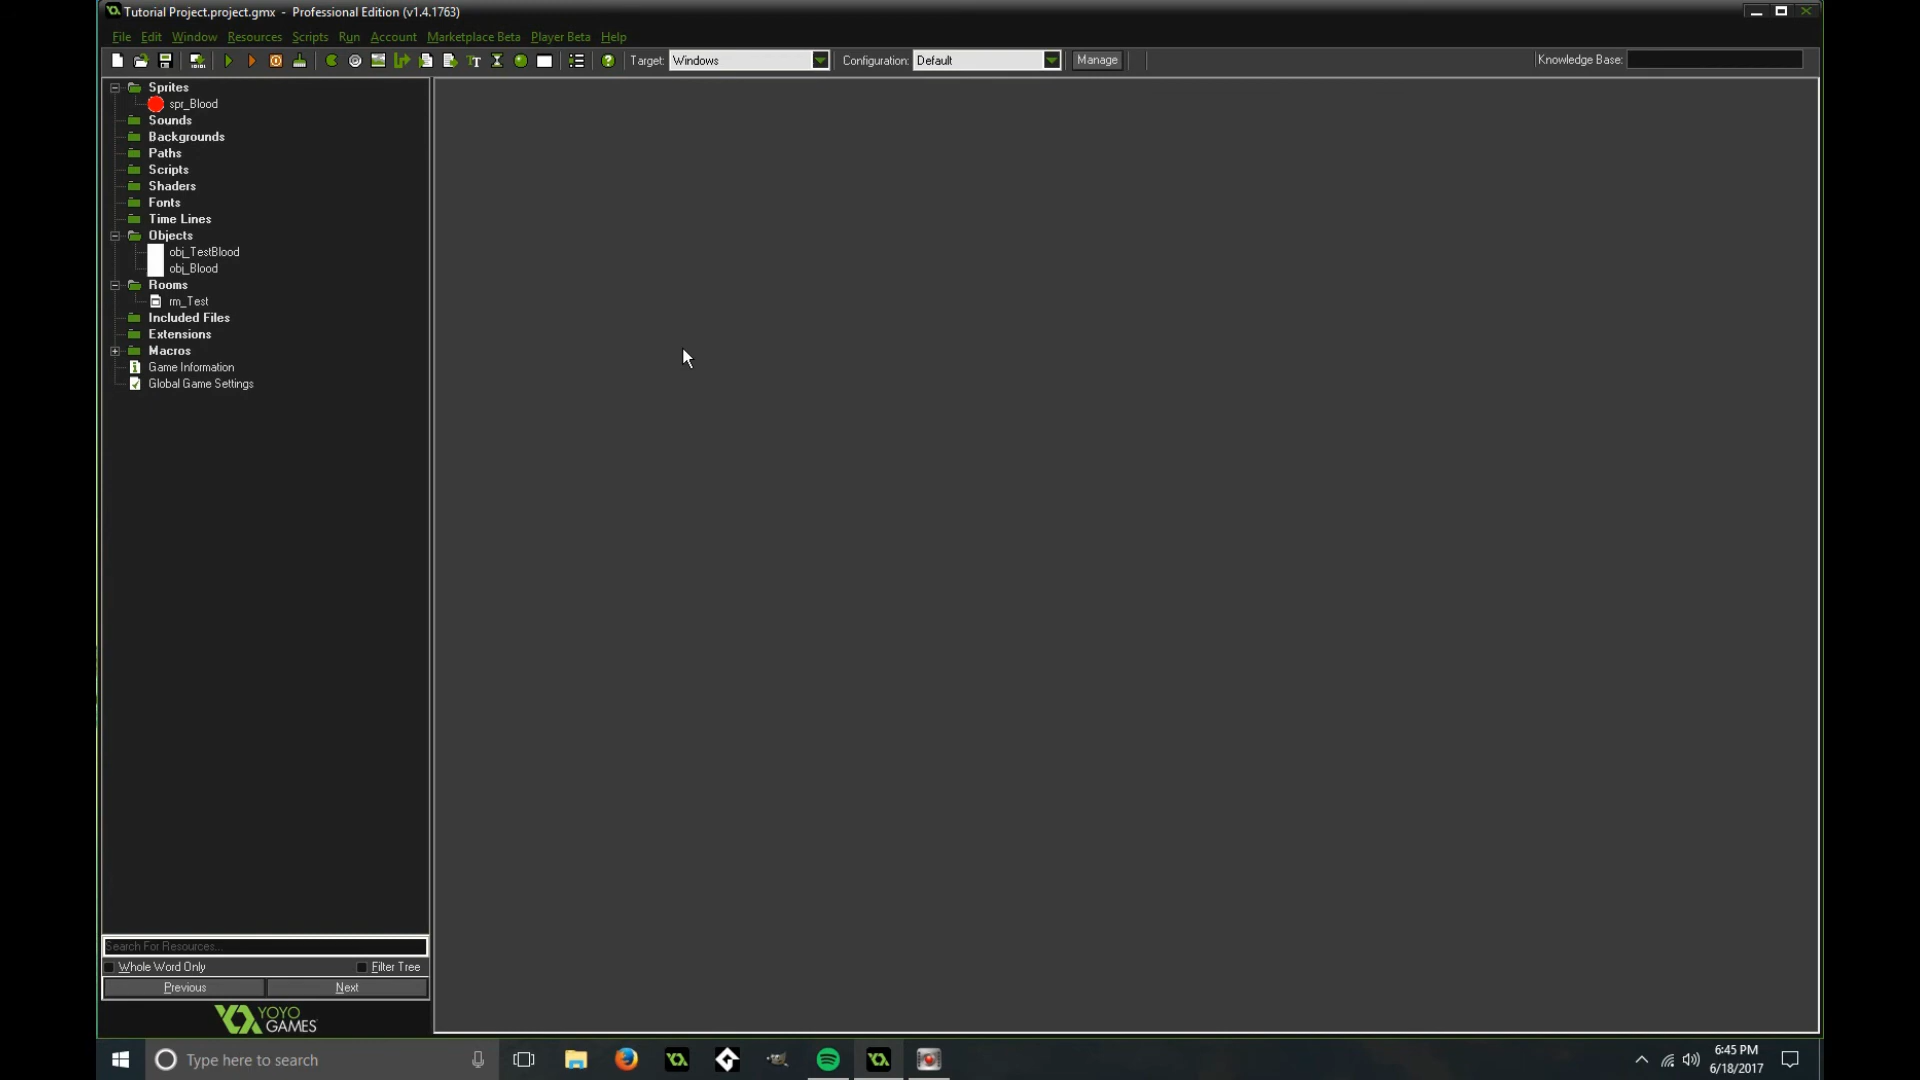 Tutorial Project.project.gmx - Professional Edition (v1.4.1763)
File Edit Window Resources Scripts Run Account Marketplace Beta Player Beta Help
Target: Windows Configuration: Default Manage Knowledge Base:
Sprites
spr_Blood
Sounds
Backgrounds
Paths
Scripts
Shaders
Fonts
Time Lines
Objects
obj_TestBlood
obj_Blood
Rooms
rm_Test
Included Files
Extensions
Macros
Game Information
Global Game Settings
Search For Resources...
Whole Word Only Filter Tree
Previous Next
YOYO
GAMES
Type here to search
6:45 PM
6/18/2017